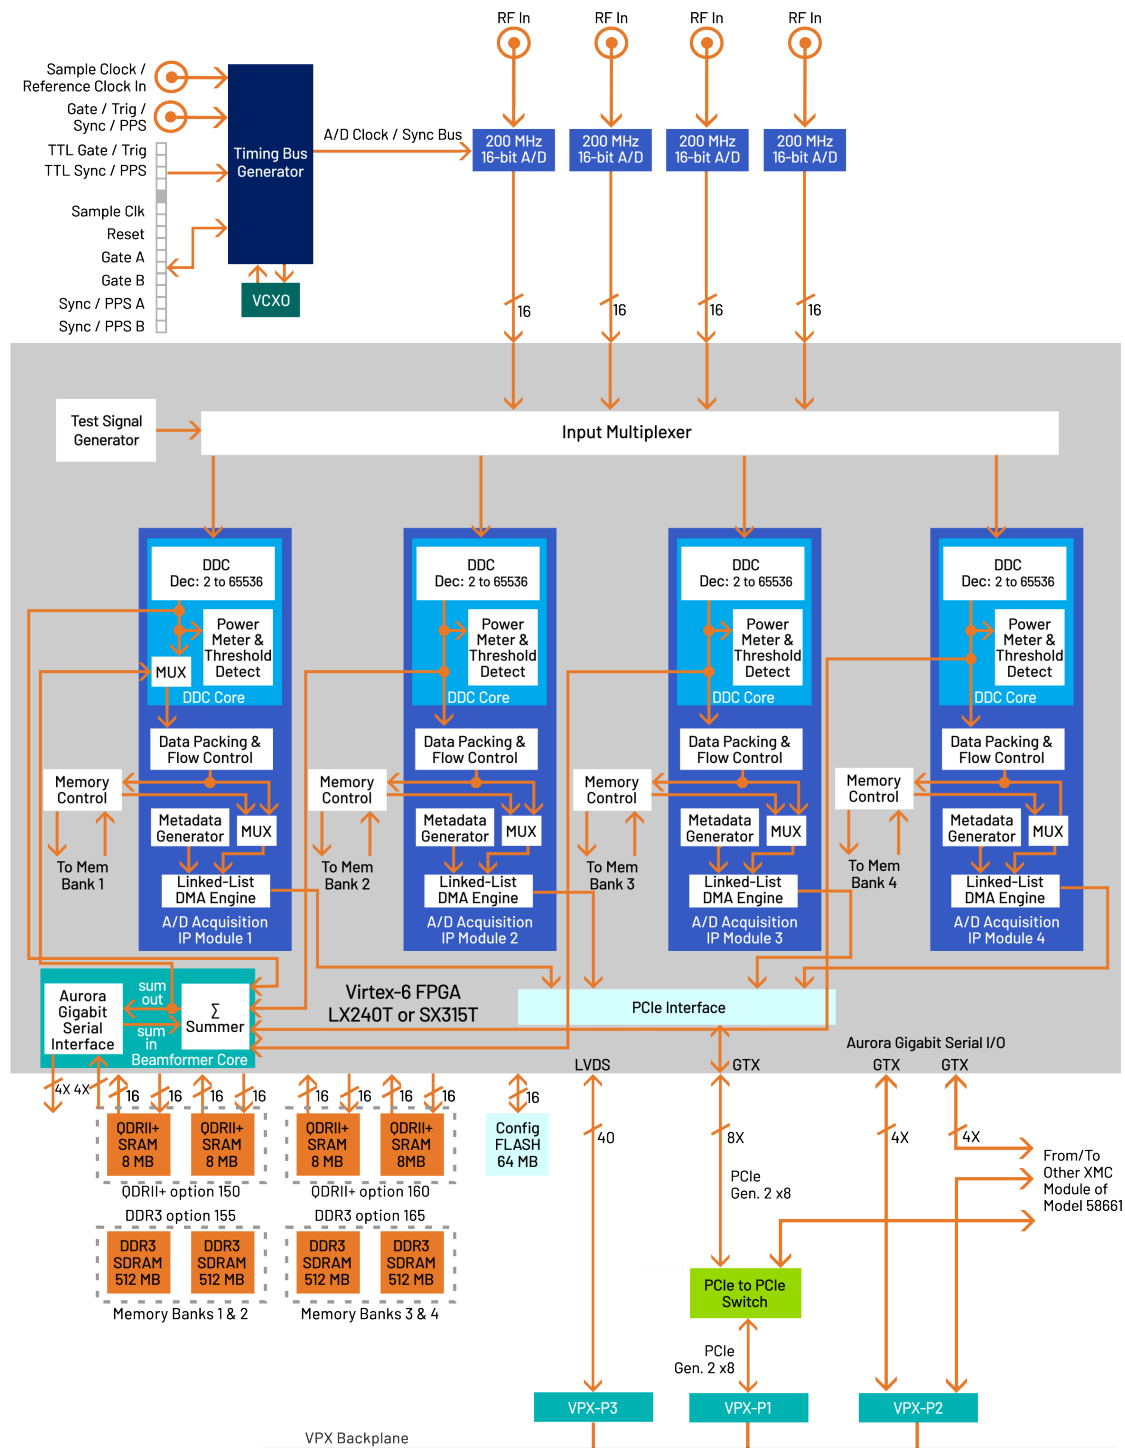 RF In
RF In
RF In
RF In
Sample Clock /
Reference Clock In
Gate / Trig /
Sync / PPS
TTL Gate / Trig
TTL Sync / PPS
Sample Clk
Reset
Gate A
Gate B
Sync / PPS A
Sync / PPS B
Timing Bus
Generator
VCXO
A/D Clock / Sync Bus
200 MHz
16-bit A/D
200 MHz
16-bit A/D
200 MHz
16-bit A/D
200 MHz
16-bit A/D
16
16
16
16
Test Signal
Generator
Input Multiplexer
DDC
Dec: 2 to 65536
Power
Meter &
Threshold
Detect
MUX
DDC Core
Data Packing &
Flow Control
Memory
Control
Metadata
Generator
MUX
To Mem
Bank 1
Linked-List
DMA Engine
A/D Acquisition
IP Module 1
DDC
Dec: 2 to 65536
Power
Meter &
Threshold
Detect
DDC Core
Data Packing &
Flow Control
Memory
Control
Metadata
Generator
MUX
To Mem
Bank 2
Linked-List
DMA Engine
A/D Acquisition
IP Module 2
DDC
Dec: 2 to 65536
Power
Meter &
Threshold
Detect
DDC Core
Data Packing &
Flow Control
Memory
Control
Metadata
Generator
MUX
To Mem
Bank 3
Linked-List
DMA Engine
A/D Acquisition
IP Module 3
DDC
Dec: 2 to 65536
Power
Meter &
Threshold
Detect
DDC Core
Data Packing &
Flow Control
Memory
Control
Metadata
Generator
MUX
To Mem
Bank 4
Linked-List
DMA Engine
A/D Acquisition
IP Module 4
Aurora
Gigabit
Serial
Interface
sum
out
sum
in
∑
Summer
Beamformer Core
Virtex-6 FPGA
LX240T or SX315T
PCIe Interface
LVDS
GTX
Aurora Gigabit Serial I/O
GTX
GTX
4X 4X
16
16
16
16
16
16
16
16
16
QDRII+
SRAM
8 MB
QDRII+
SRAM
8 MB
QDRII+
SRAM
8 MB
QDRII+
SRAM
8MB
Config
FLASH
64 MB
QDRII+ option 150
QDRII+ option 160
DDR3 option 155
DDR3 option 165
DDR3
SDRAM
512 MB
DDR3
SDRAM
512 MB
DDR3
SDRAM
512 MB
DDR3
SDRAM
512 MB
Memory Banks 1 & 2
Memory Banks 3 & 4
40
8X
4X
4X
PCIe
Gen. 2 x8
From/To
Other XMC
Module of
Model 58661
PCIe to PCIe
Switch
PCIe
Gen. 2 x8
VPX-P3
VPX-P1
VPX-P2
VPX Backplane